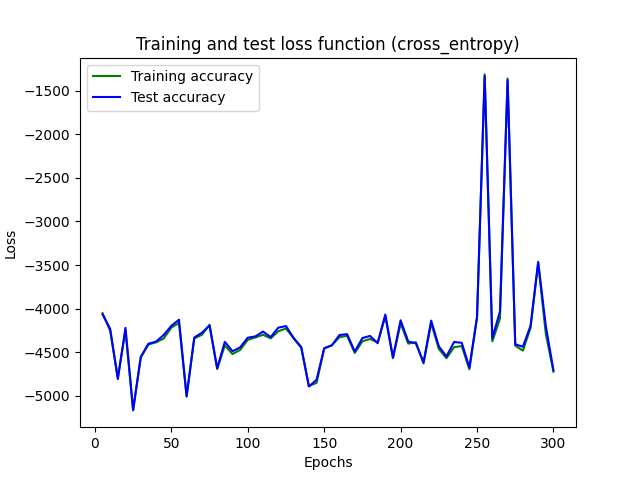 Training and test loss function (cross_entropy)
Training accuracy
Test accuracy
−1500
−2000
−2500
−3000
−3500
−4000
−4500
−5000
Loss
0 50 100 150 200 250 300
Epochs